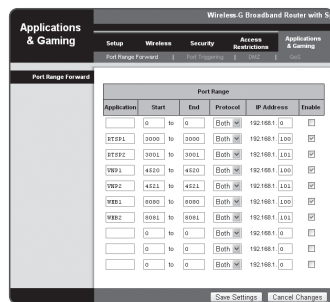 Wireless-G Broadband Router with S
Applications
& Gaming
Setup Wireless Security Access Restrictions Applications & Gaming
Port Range Forward | Port Triggering | DMZ | QoS
Port Range Forward
Port Range
Application Start End Protocol IP Address Enable
0 to 0 Both 192.168.1. 0
RTSP1 3000 to 3000 Both 192.168.1. 100
RTSP2 3001 to 3001 Both 192.168.1. 101
VNP1 4520 to 4520 Both 192.168.1. 100
VNP2 4521 to 4521 Both 192.168.1. 101
WEB1 8080 to 8080 Both 192.168.1. 100
WEB2 8081 to 8081 Both 192.168.1. 101
0 to 0 Both 192.168.1. 0
0 to 0 Both 192.168.1. 0
0 to 0 Both 192.168.1. 0
Save Settings Cancel Changes